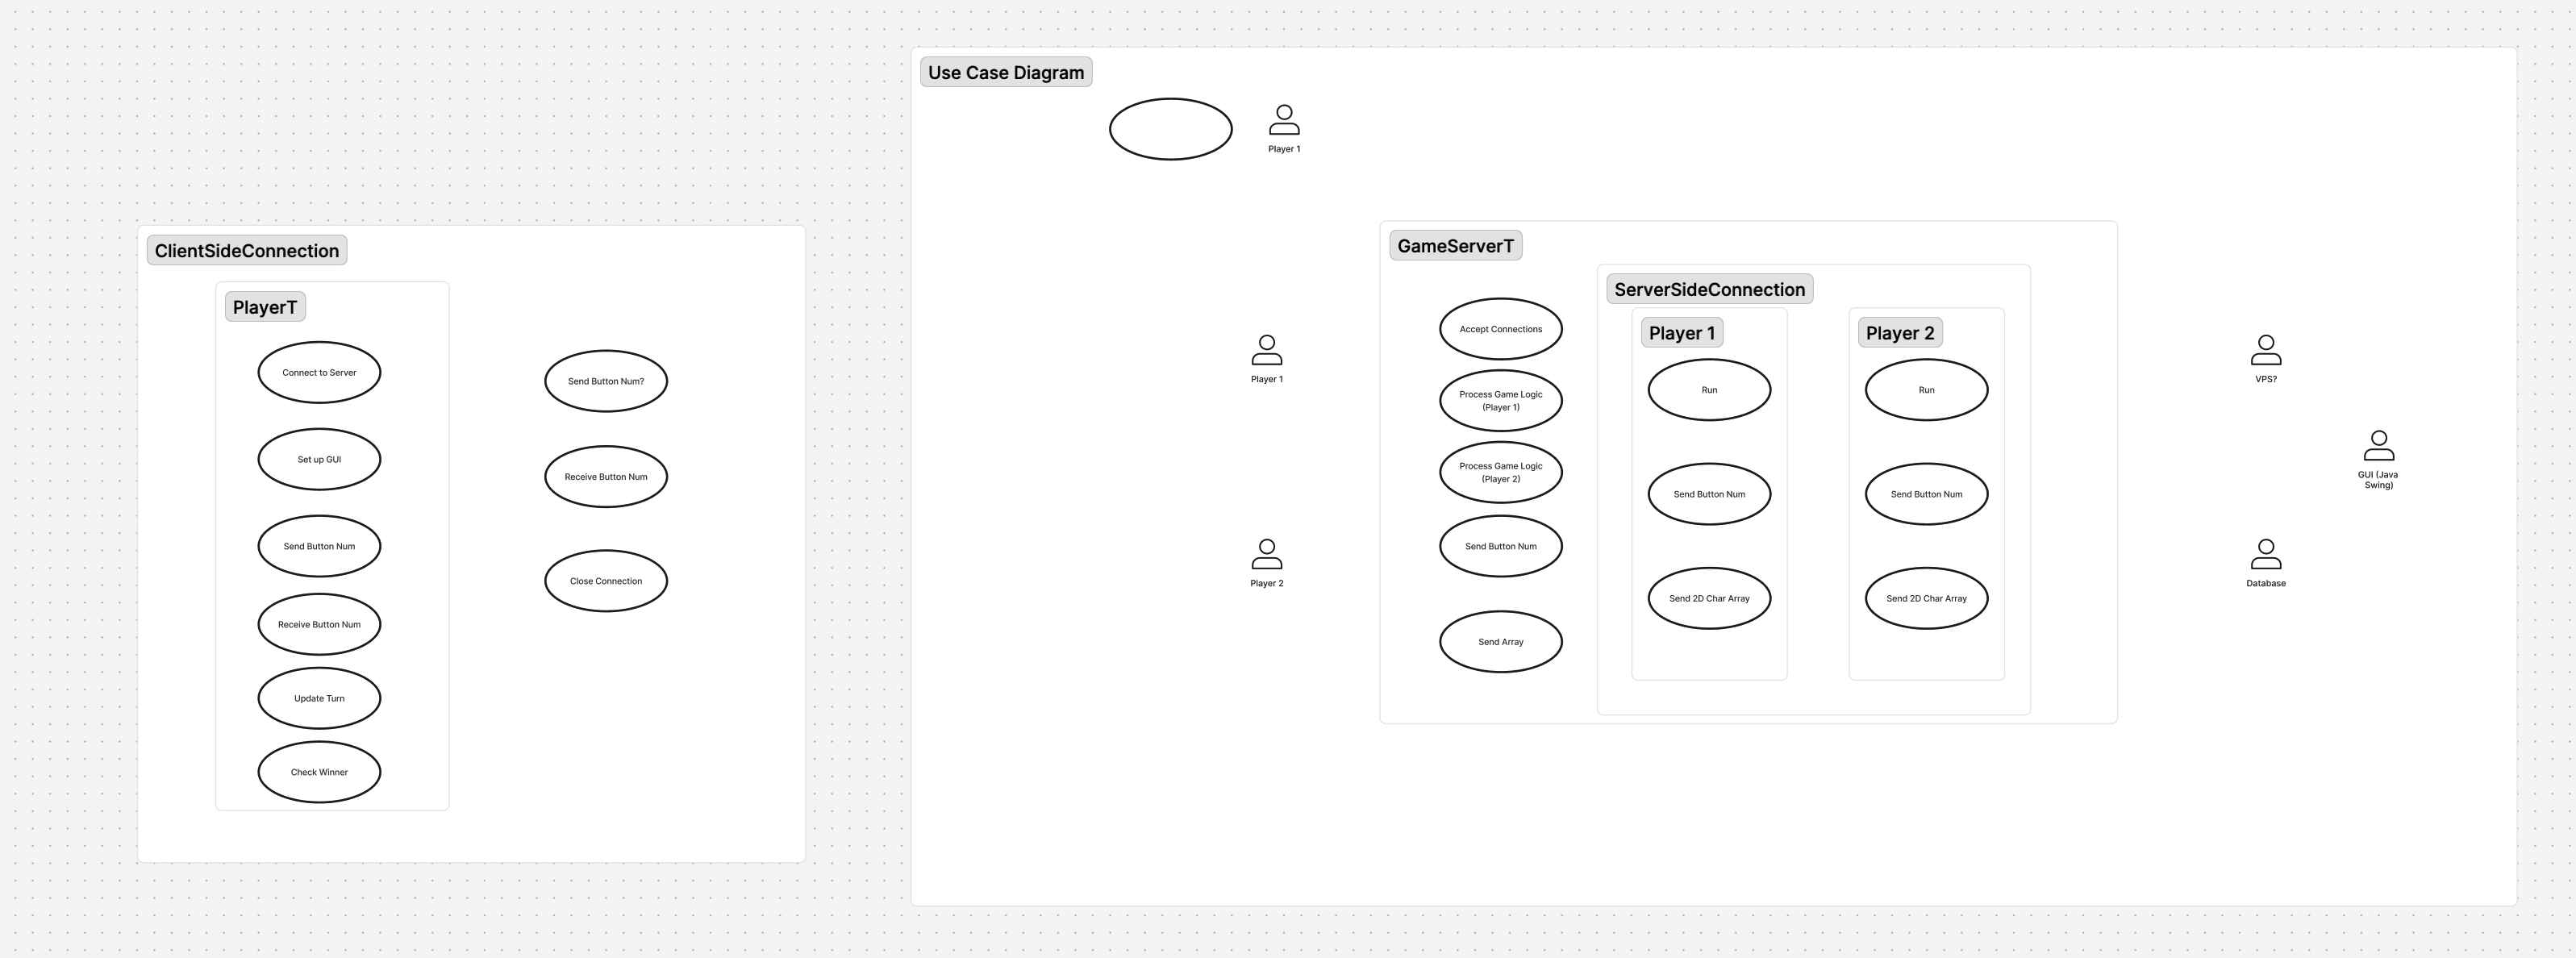 ClientSideConnection
PlayerT
Connect to Server
Set up GUI
Send Button Num
Receive Button Num
Update Turn
Check Winner
Send Button Num?
Receive Button Num
Close Connection
Use Case Diagram
Player 1
Player 1
Player 2
GameServerT
Accept Connections
Process Game Logic
(Player 1)
Process Game Logic
(Player 2)
Send Button Num
Send Array
ServerSideConnection
Player 1
Run
Send Button Num
Send 2D Char Array
Player 2
Run
Send Button Num
Send 2D Char Array
VPS?
GUI (Java
Swing)
Database